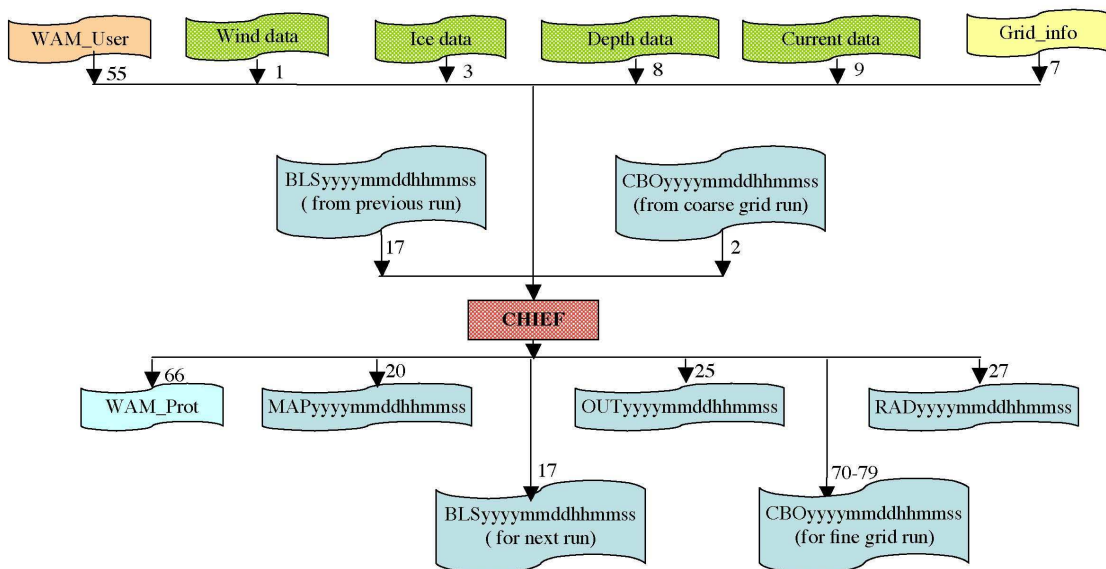 WAM_User
Wind data
Ice data
Depth data
Current data
Grid_info
55
1
3
8
9
7
BLSyyyymmddhhmmss
( from previous run)
CBOyyyymmddhhmmss
(from coarse grid run)
17
2
CHIEF
66
20
25
27
WAM_Prot
MAPyyyymmddhhmmss
OUTyyyymmddhhmmss
RADyyyymmddhhmmss
17
70-79
BLSyyyymmddhhmmss
( for next run)
CBOyyyymmddhhmmss
(for fine grid run)